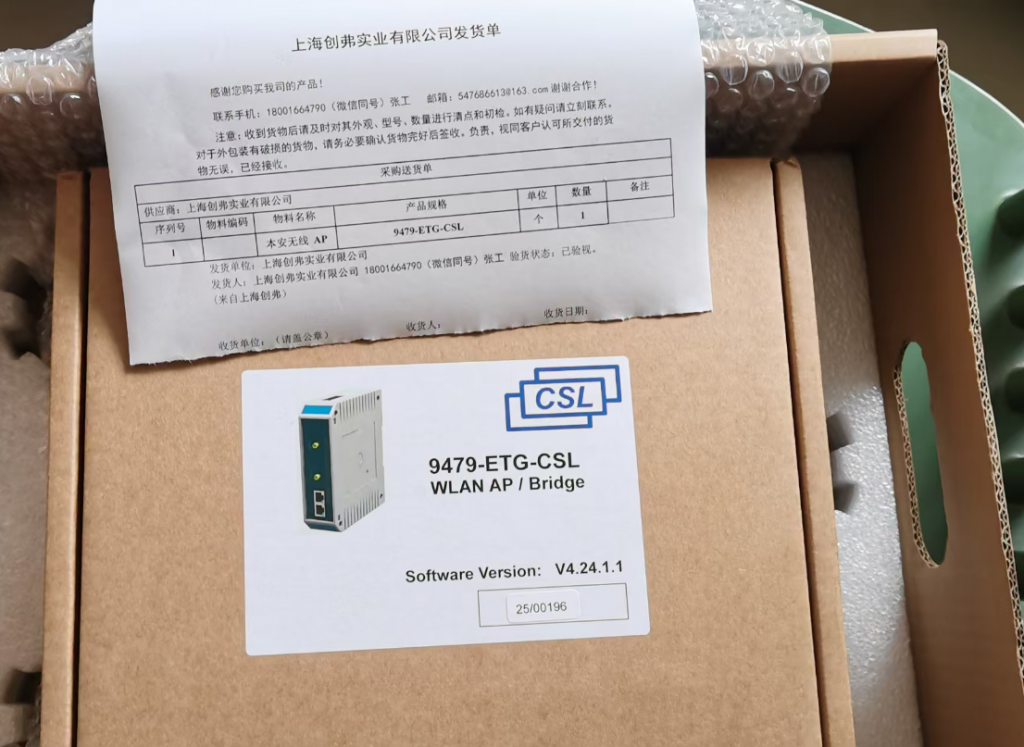 上海创弗实业有限公司发货单
感谢您购买我司的产品！
联系手机：18001664790（微信同号）张工 邮箱：547686613@163.com谢谢合作！
注意：收到货物后请及时对其外观、型号、数量进行清点和初检。如有疑问请立刻联系。
对于外包装有破损的货物，请务必要确认货物完好后签收。负责，视同客户认可所交付的货
物无误，已经接收。
采购送货单
供应商：上海创弗实业有限公司
序列号 物料编码 物料名称 产品规格 单位 数量 备注
1 本安无线 AP 9479-ETG-CSL 个 1
发货单位：上海创弗实业有限公司
发货人：上海创弗实业有限公司 18001664790（微信同号）张工 验货状态：已验视。
（来自上海创弗）
收货单位：（请盖公章） 收货人： 收货日期：
CSL
9479-ETG-CSL
WLAN AP / Bridge
Software Version: V4.24.1.1
25/00196